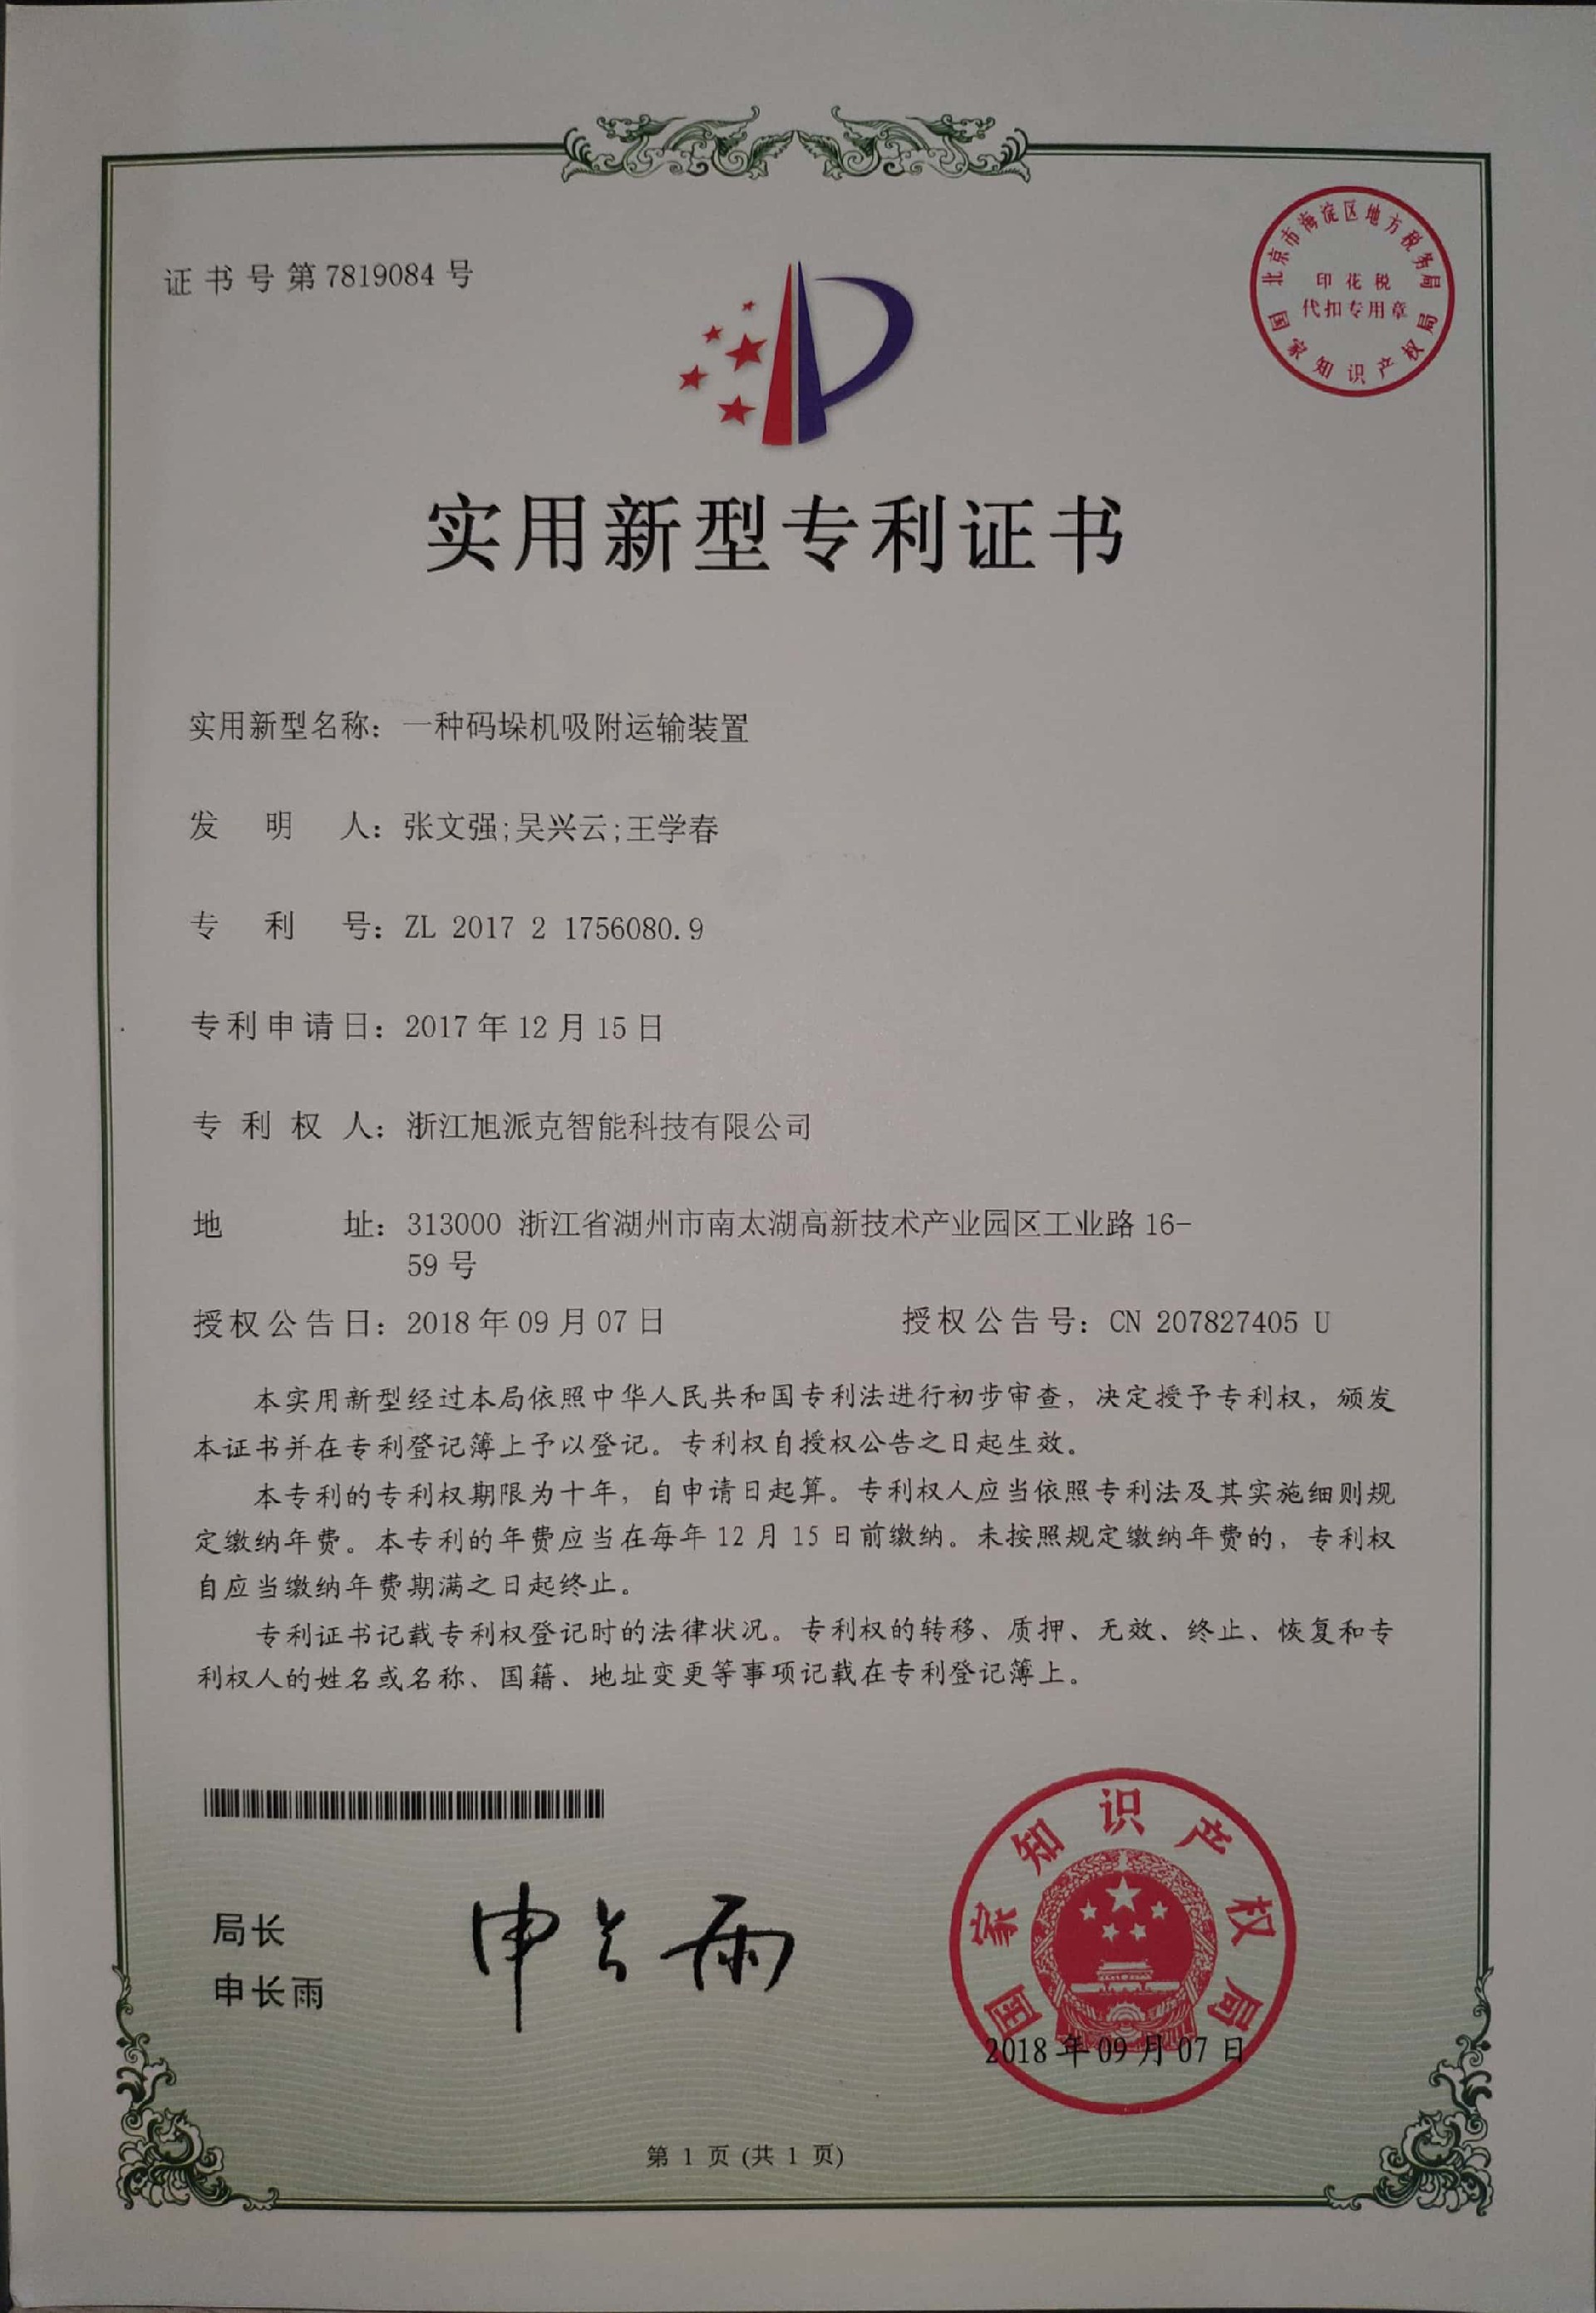 证书号第7819084号
北京市海淀区地方税务局
印花税
代扣专用章
国家知识产权局
实用新型专利证书
实用新型名称：一种码垛机吸附运输装置
发明人：张文强;吴兴云;王学春
专利号：ZL 2017 2 1756080.9
专利申请日：2017年12月15日
专利权人：浙江旭派克智能科技有限公司
地址：313000 浙江省湖州市南太湖高新技术产业园区工业路16-
59号
授权公告日：2018年09月07日 授权公告号：CN 207827405 U
本实用新型经过本局依照中华人民共和国专利法进行初步审查，决定授予专利权，颁发
本证书并在专利登记簿上予以登记。专利权自授权公告之日起生效。
本专利的专利权期限为十年，自申请日起算。专利权人应当依照专利法及其实施细则规
定缴纳年费。本专利的年费应当在每年12月15日前缴纳。未按照规定缴纳年费的，专利权
自应当缴纳年费期满之日起终止。
专利证书记载专利权登记时的法律状况。专利权的转移、质押、无效、终止、恢复和专
利权人的姓名或名称、国籍、地址变更等事项记载在专利登记簿上。
局长
申长雨
申长雨
国家知识产权局
2018年09月07日
第 1 页 (共 1 页)